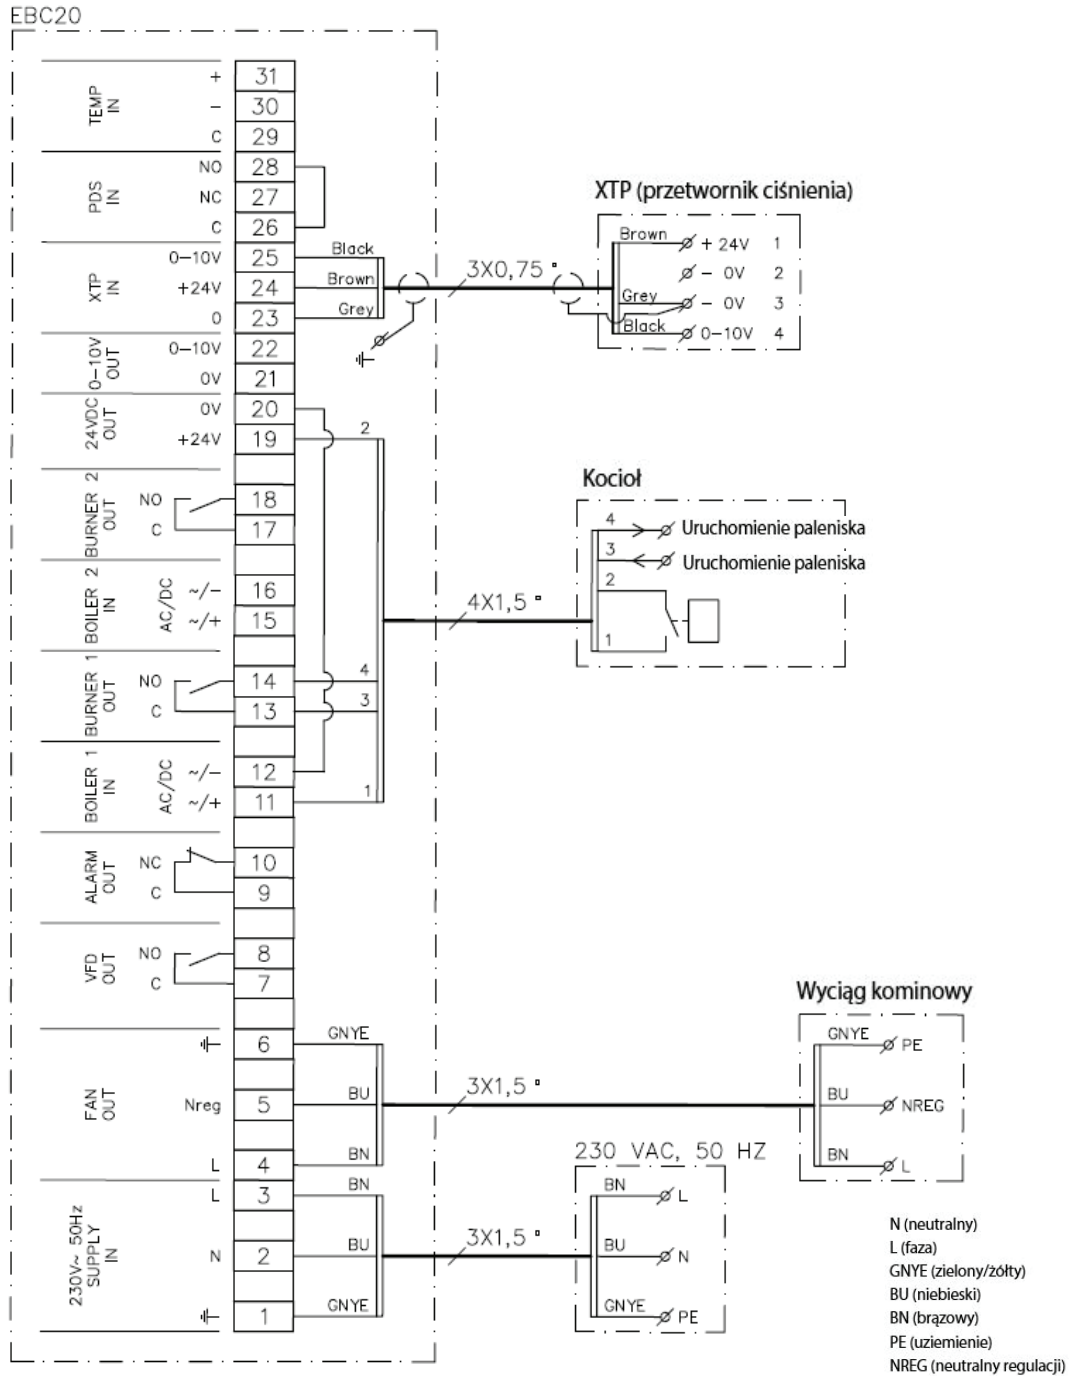 EBC20
TEMP IN
+ 31
− 30
C 29
PDS IN
NO 28
NC 27
C 26
XTP IN
0−10V 25 Black
+24V 24 Brown
0 23 Grey
3X0,75 ▫
XTP (przetwornik ciśnienia)
Brown + 24V 1
− 0V 2
Grey − 0V 3
Black 0−10V 4
0−10V OUT
0−10V 22
0V 21
24VDC OUT
0V 20
+24V 19 2
BURNER 2 OUT
NO 18
C 17
BOILER 2 IN
AC/DC
~/− 16
~/+ 15
BURNER 1 OUT
NO 14 4
C 13 3
BOILER 1 IN
AC/DC
~/− 12
~/+ 11 1
4X1,5 ▫
Kocioł
4 Uruchomienie paleniska
3 Uruchomienie paleniska
2
1
ALARM OUT
NC 10
C 9
VFD OUT
NO 8
C 7
FAN OUT
6 GNYE
Nreg 5 BU
L 4 BN
3X1,5 ▫
Wyciąg kominowy
GNYE PE
BU NREG
BN L
230V~ 50Hz SUPPLY IN
L 3 BN
N 2 BU
1 GNYE
3X1,5 ▫
230 VAC, 50 HZ
BN L
BU N
GNYE PE
N (neutralny)
L (faza)
GNYE (zielony/żółty)
BU (niebieski)
BN (brązowy)
PE (uziemienie)
NREG (neutralny regulacji)